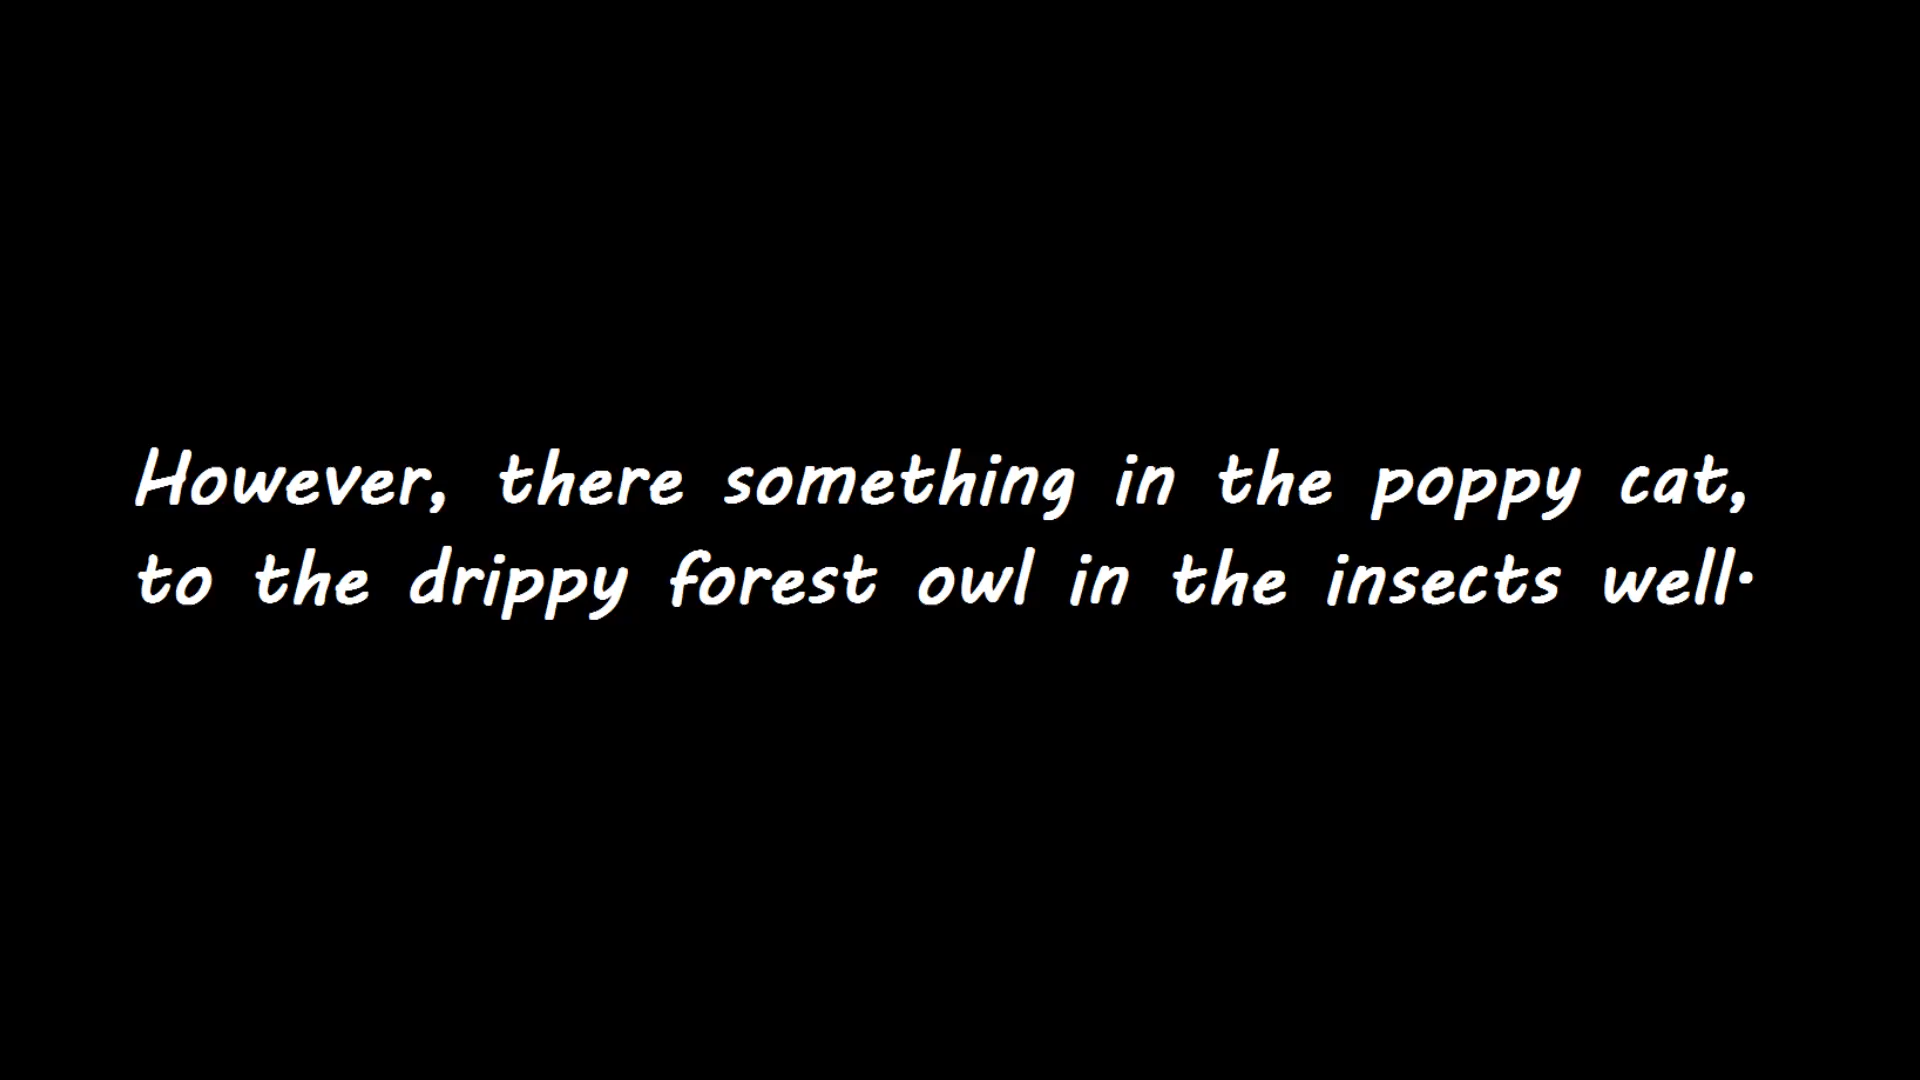 However, there something in the poppy cat,
to the drippy forest owl in the insects well.